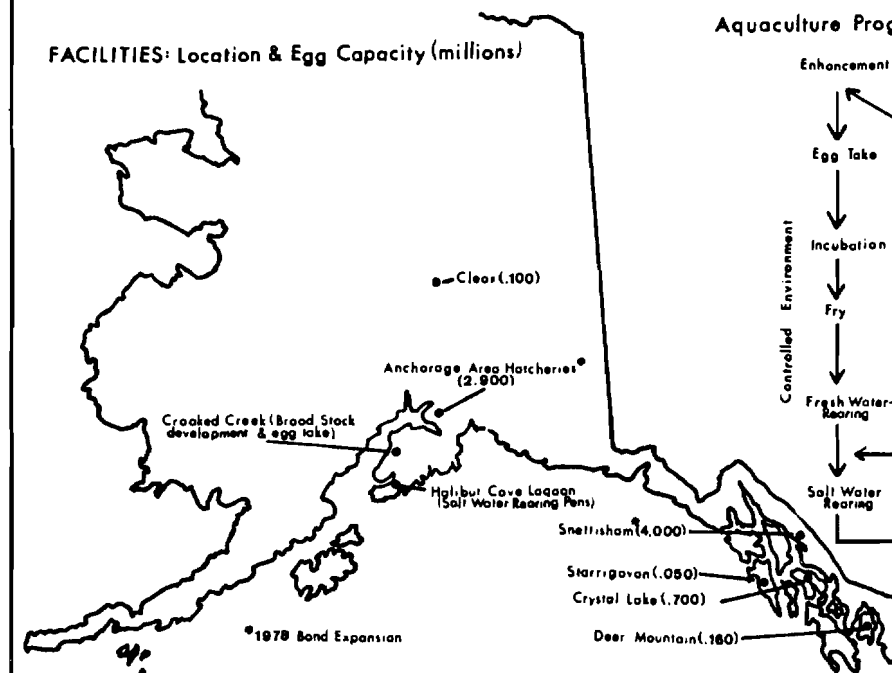 FACILITIES: Location & Egg Capacity (millions)
Clear(.100)
Anchorage Area Hatcheries*
(2.900)
Crooked Creek (Brood Stock
development & egg take)
Halibut Cove Lagoon
(Salt Water Rearing Pens)
Snettisham*(4,000)
Starrigavan(.050)
Crystal Lake(.700)
Deer Mountain(.160)
*1978 Bond Expansion
Aquaculture Prog
Enhancement
Egg Take
Incubation
Fry
Fresh Water-
Rearing
Salt Water
Rearing
Controlled Environment